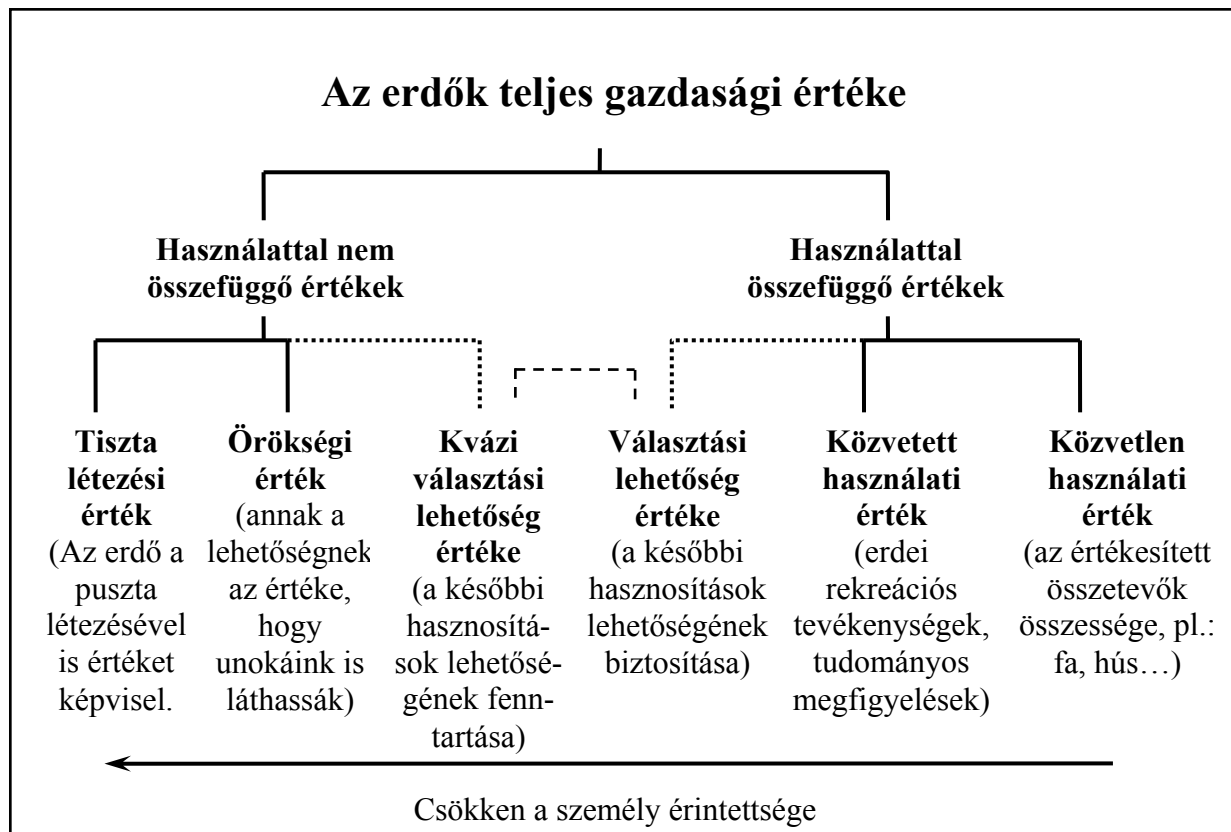 Az erdők teljes gazdasági értéke
Használattal nem
összefüggő értékek
Használattal
összefüggő értékek
Tiszta
létezési
érték
(Az erdő a
puszta
létezésével
is értéket
képvisel.
Örökségi
érték
(annak a
lehetőségnek
az értéke,
hogy
unokáink is
láthassák)
Kvázi
választási
lehetőség
értéke
(a későbbi
hasznosítá-
sok lehetősé-
gének fenn-
tartása)
Választási
lehetőség
értéke
(a későbbi
hasznosítások
lehetőségének
biztosítása)
Közvetett
használati
érték
(erdei
rekreációs
tevékenységek,
tudományos
megfigyelések)
Közvetlen
használati
érték
(az értékesített
összetevők
összessége, pl.:
fa, hús…)
Csökken a személy érintettsége